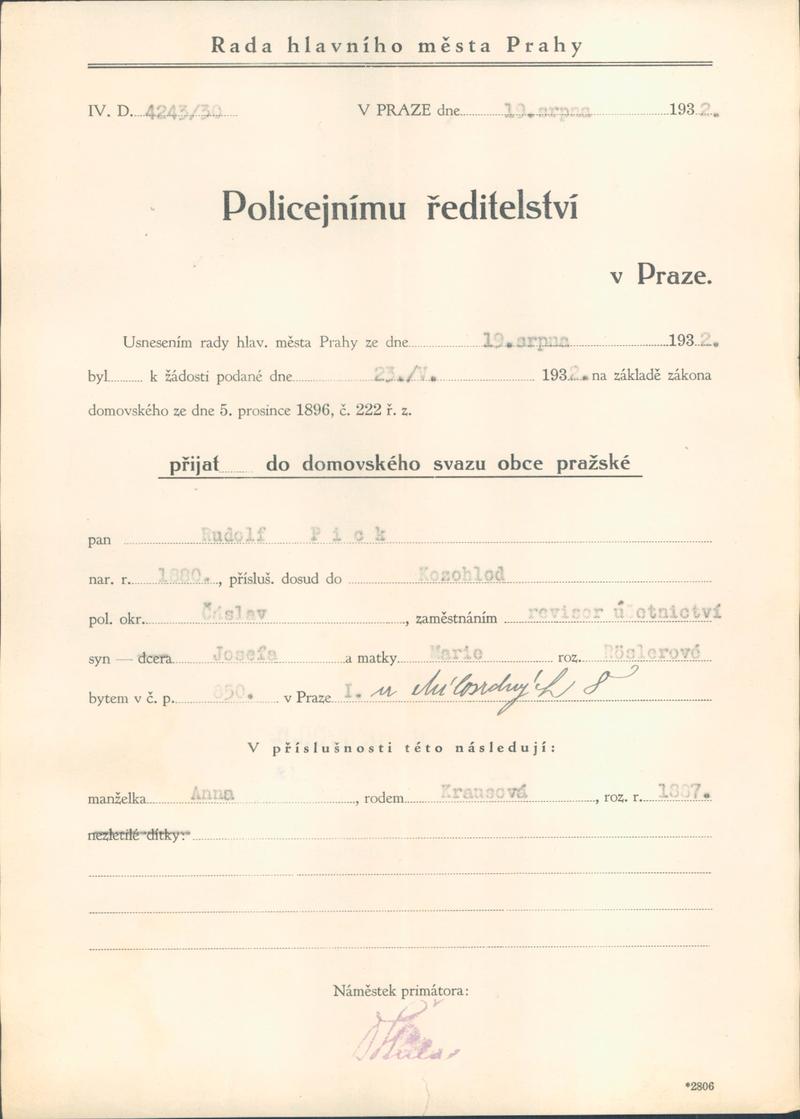 Rada hlavního města Prahy
IV. D. 4243/30 V PRAZE dne 19. srpna 1932.
Policejnímu ředitelství
v Praze.
Usnesením rady hlav. města Prahy ze dne 19. srpna 1932.
byl k žádosti podané dne 23./V. 1932. na základě zákona
domovského ze dne 5. prosince 1896, č. 222 ř. z.
přijat do domovského svazu obce pražské
pan Rudolf Pick
nar. r. 1880., přísluš. dosud do Kozohlod
pol. okr. Čáslav, zaměstnáním revisor účetnictví
syn — dcera Josefa a matky Marie roz. Röslerové
bytem v č. p. 850. v Praze I. u Milosrdných 8
V příslušnosti této následují:
manželka Anna, rodem Krausová, roz. r. 1887.
nezletilé dítky:
Náměstek primátora:
*2806